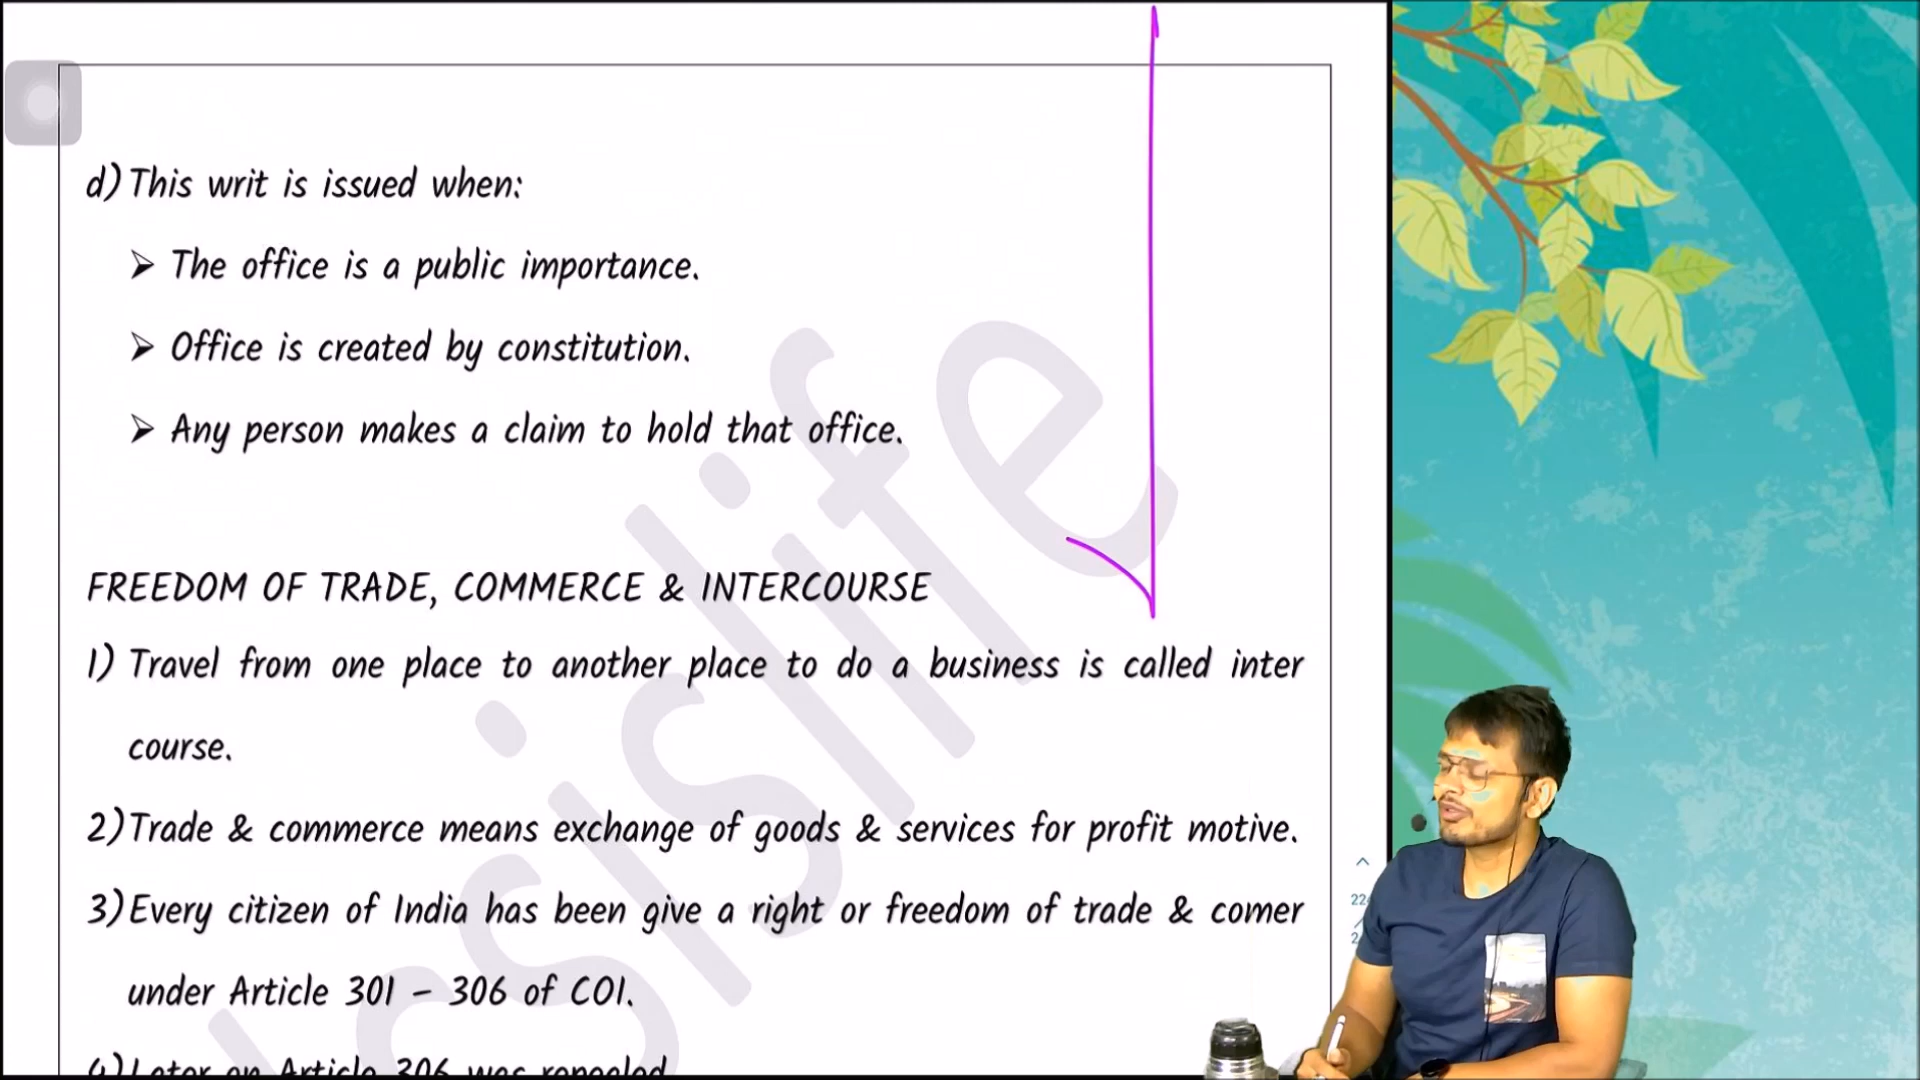 d) This writ is issued when:
➢ The office is a public importance.
➢ Office is created by constitution.
➢ Any person makes a claim to hold that office.
FREEDOM OF TRADE, COMMERCE & INTERCOURSE
1) Travel from one place to another place to do a business is called inter
course.
2) Trade & commerce means exchange of goods & services for profit motive.
3) Every citizen of India has been give a right or freedom of trade & comer
under Article 301 – 306 of COI.
4) Later on Article 306 was repealed